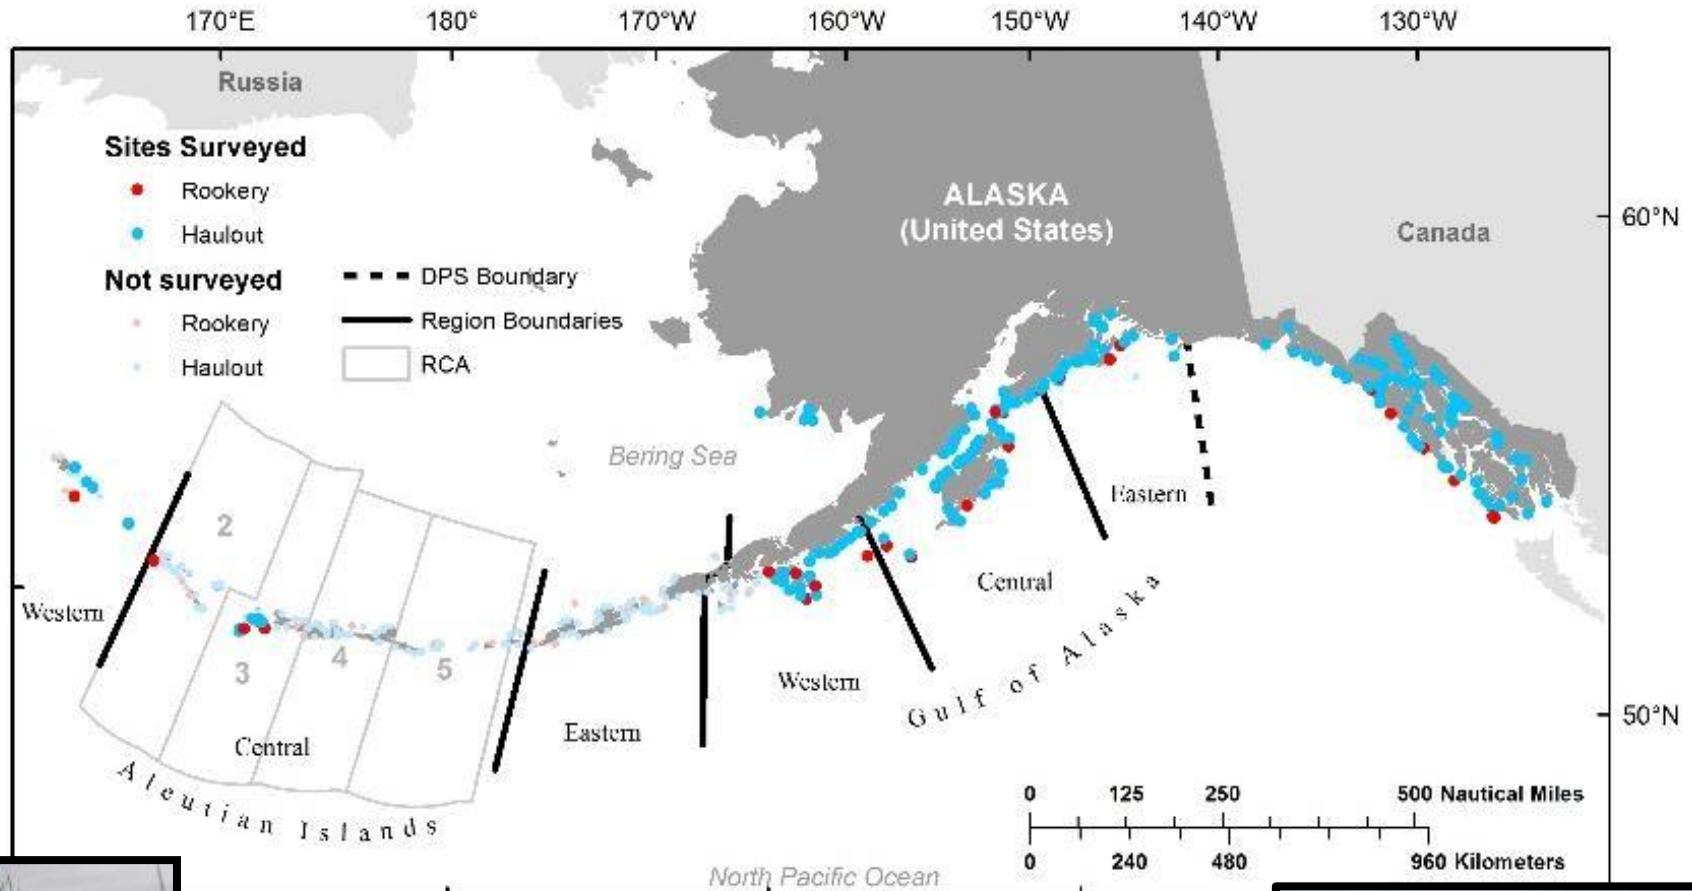 170°E 180° 170°W 160°W 150°W 140°W 130°W
Russia
Sites Surveyed
Rookery
Haulout
Not surveyed
Rookery
Haulout
DPS Boundary
Region Boundaries
RCA
ALASKA
(United States)
Canada
60°N
Bering Sea
2
3
4
5
Western
Central
Eastern
Western
Central
Eastern
Aleutian Islands
Gulf of Alaska
50°N
0 125 250 500 Nautical Miles
0 240 480 960 Kilometers
North Pacific Ocean